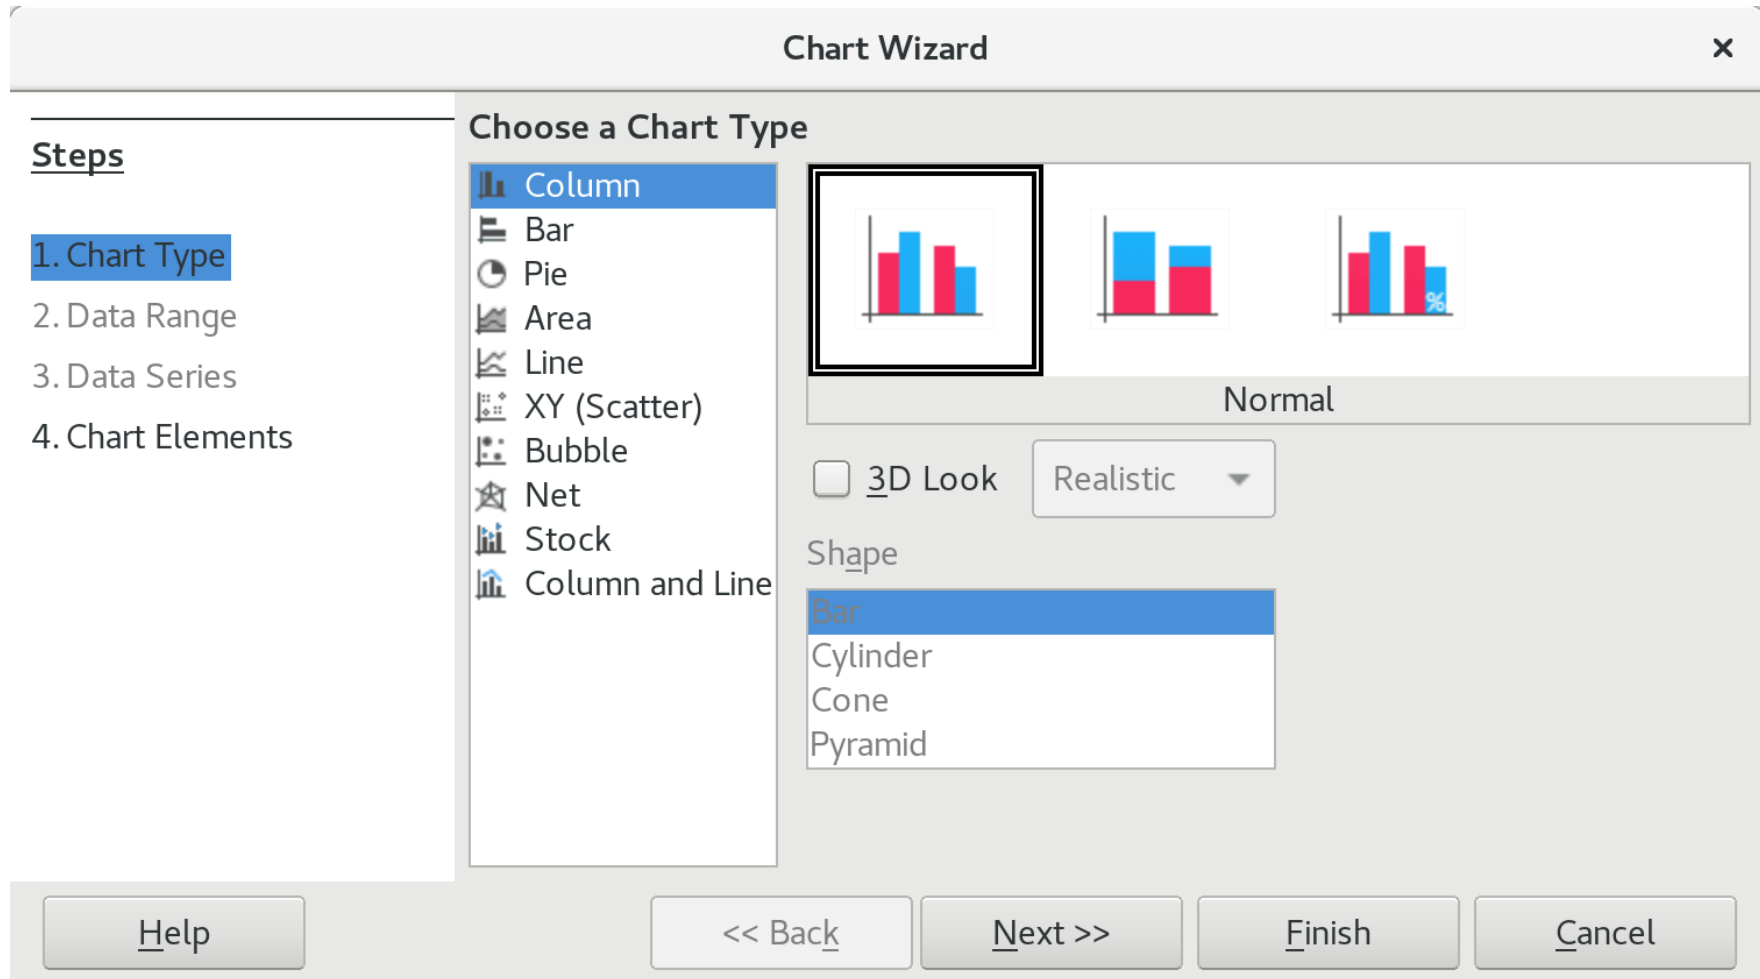 Chart Wizard
Steps
1. Chart Type
2. Data Range
3. Data Series
4. Chart Elements
Choose a Chart Type
Column
Bar
Pie
Area
Line
XY (Scatter)
Bubble
Net
Stock
Column and Line
%
Normal
3D Look
Realistic
Shape
Bar
Cylinder
Cone
Pyramid
Help
<< Back
Next >>
Finish
Cancel